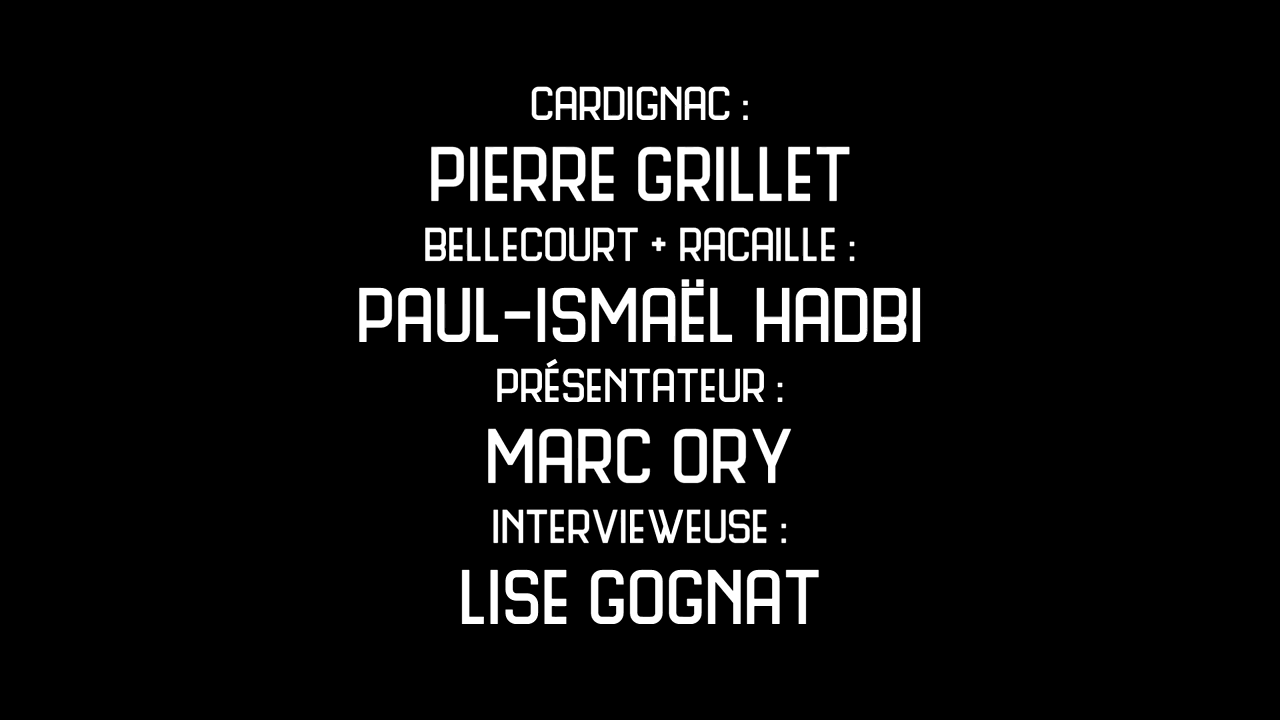 CARDIGNAC :
PIERRE GRILLET
BELLECOURT + RACAILLE :
PAUL-ISMAËL HADBI
PRÉSENTATEUR :
MARC ORY
INTERVIEWEUSE :
LISE GOGNAT